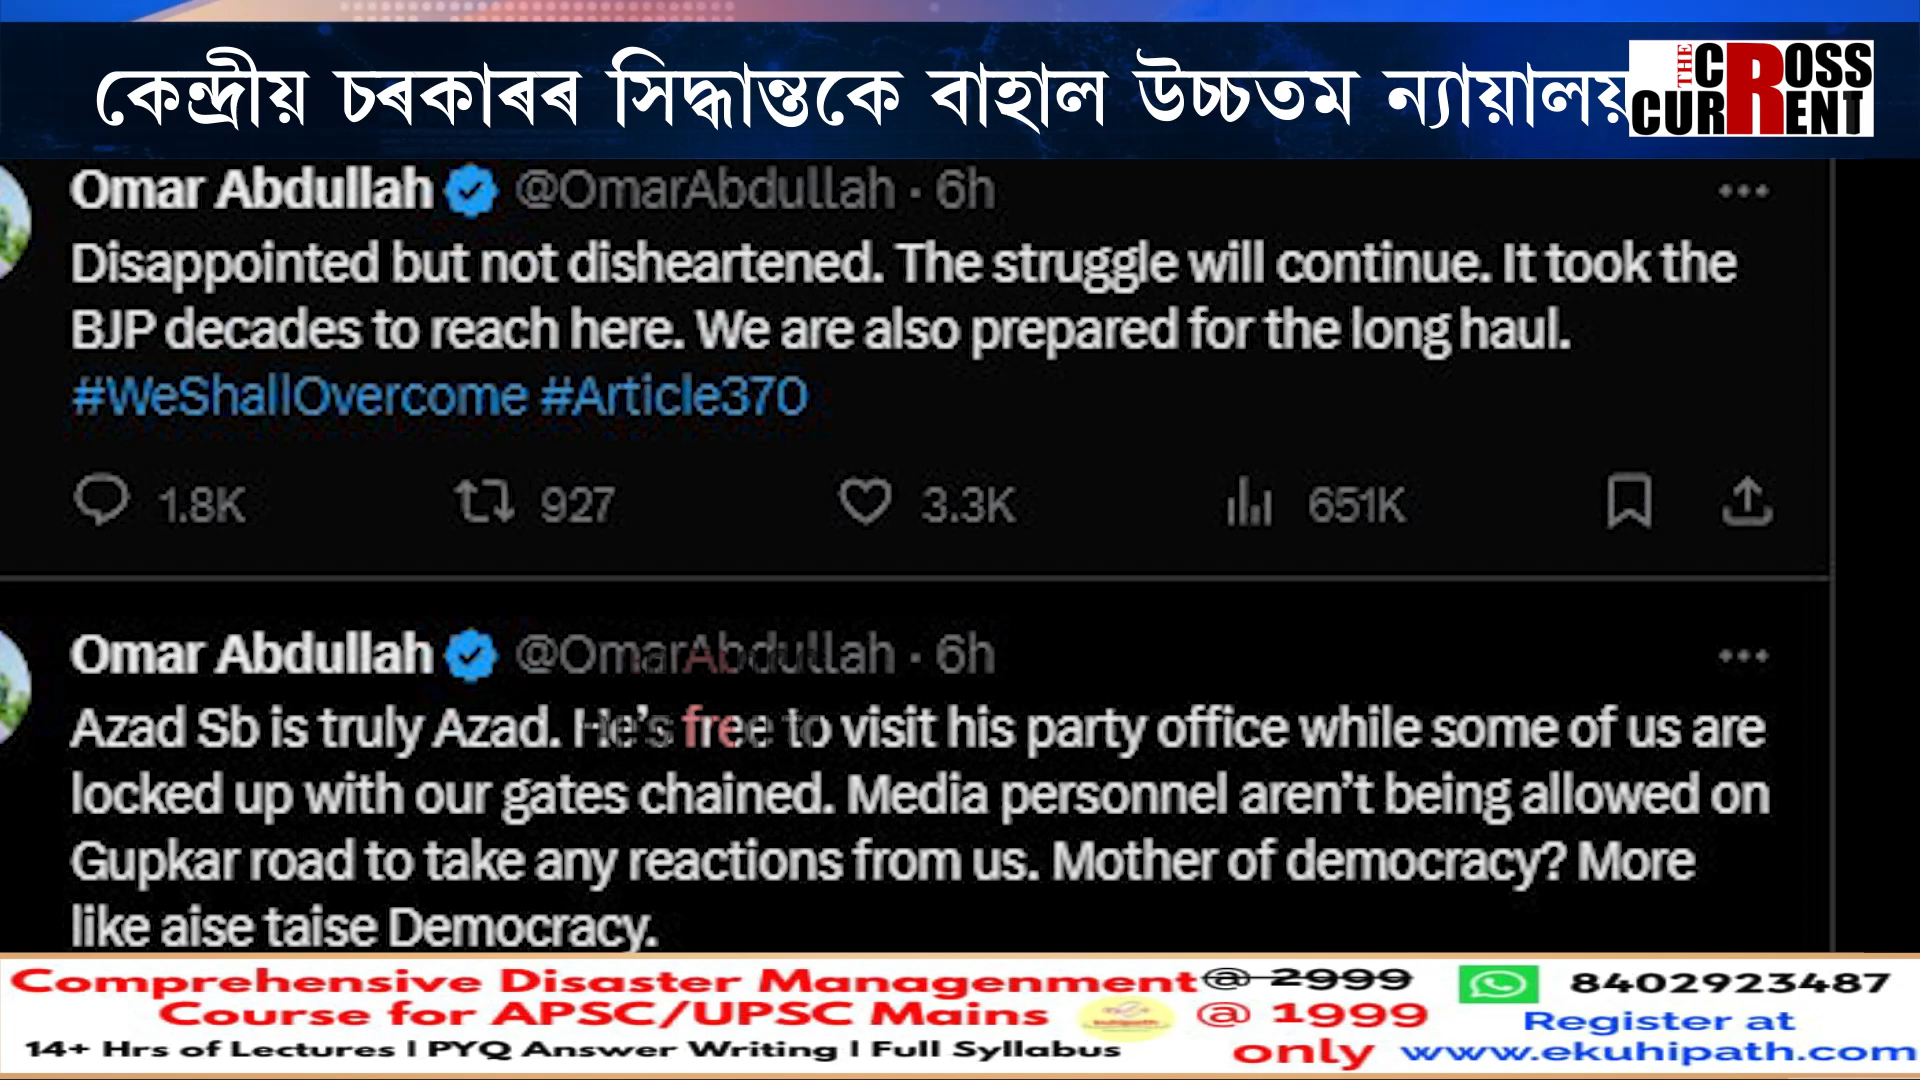 কেন্দ্ৰীয় চৰকাৰৰ সিদ্ধান্তকে বাহাল উচ্চতম ন্যায়ালয়
THE CROSS
CURRENT
Omar Abdullah @OmarAbdullah · 6h
Disappointed but not disheartened. The struggle will continue. It took the
BJP decades to reach here. We are also prepared for the long haul.
#WeShallOvercome #Article370
1.8K 927 3.3K 651K
Omar Abdullah @OmarAbdullah · 6h
Azad Sb is truly Azad. He's free to visit his party office while some of us are
locked up with our gates chained. Media personnel aren't being allowed on
Gupkar road to take any reactions from us. Mother of democracy? More
like aise taise Democracy.
Comprehensive Disaster Managenment @ 2999
Course for APSC/UPSC Mains @ 1999
14+ Hrs of Lectures | PYQ Answer Writing | Full Syllabus only
8402923487
Register at
www.ekuhipath.com